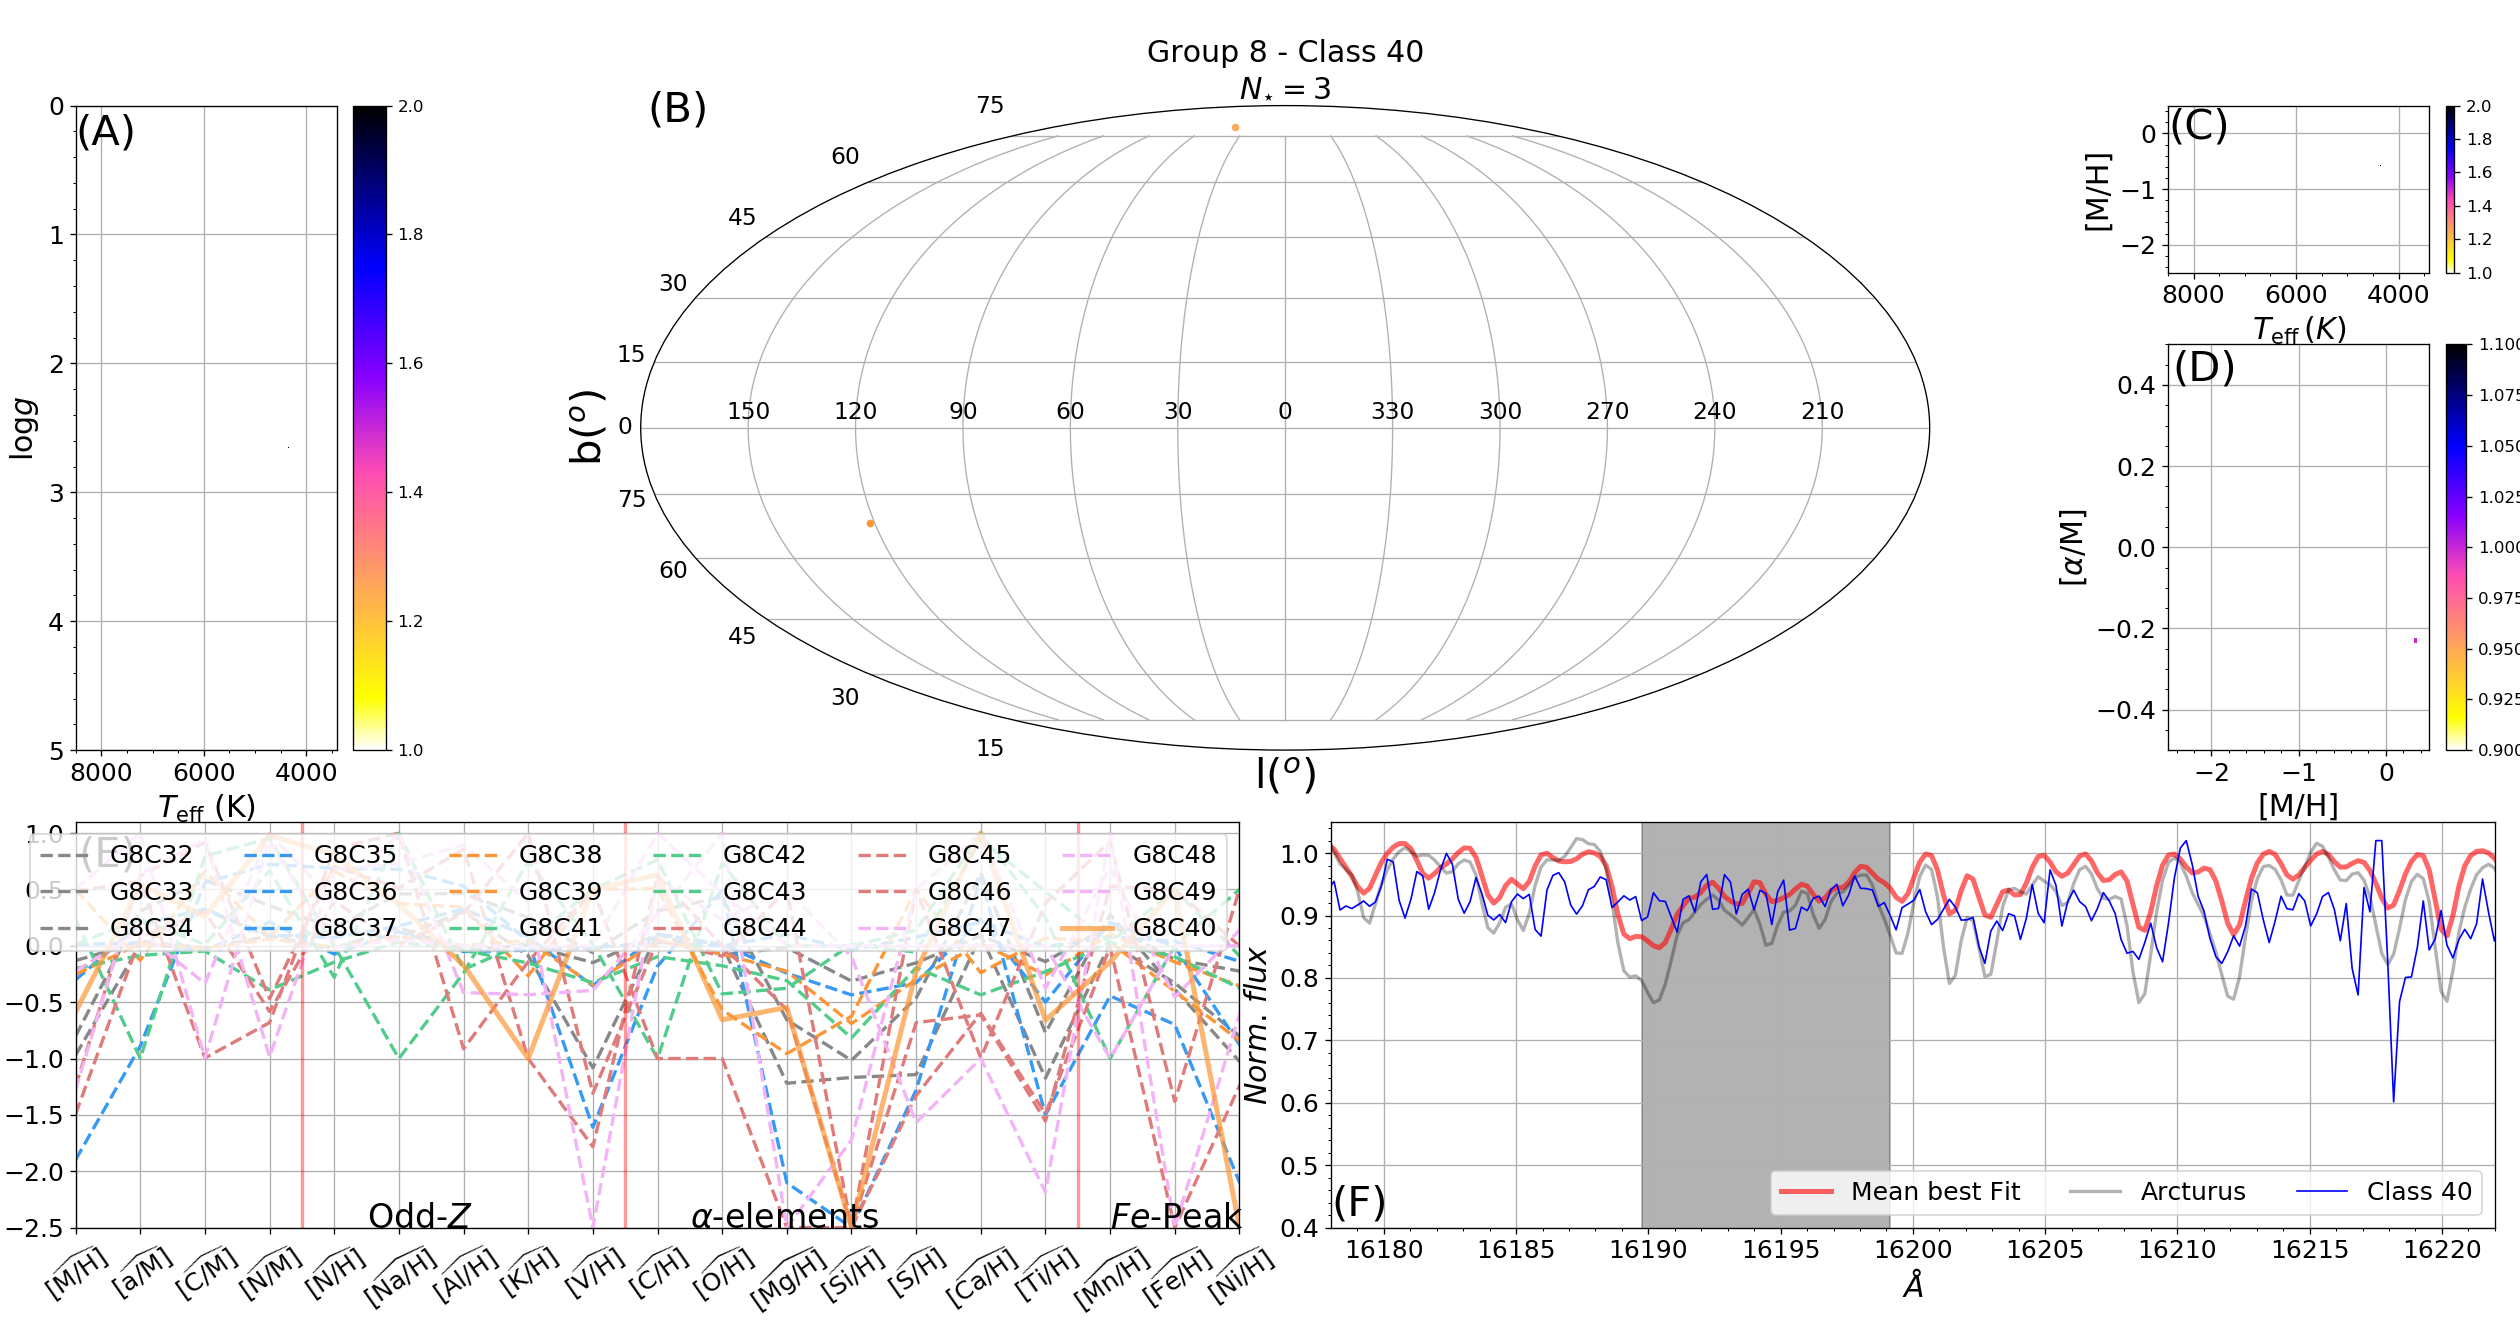 Group 8 - Class 40
N⋆ = 3
(A)
0
1
2
3
4
5
logg
8000 6000 4000
Teff (K)
2.0
1.8
1.6
1.4
1.2
1.0
(B)
75
60
45
30
15
0
75
60
45
30
15
b(°)
150 120 90 60 30 0 330 300 270 240 210
l(°)
(C)
0
−1
−2
[M/H]
8000 6000 4000
Teff (K)
2.0
1.8
1.6
1.4
1.2
1.0
(D)
0.4
0.2
0.0
−0.2
−0.4
[α/M]
−2 −1 0
[M/H]
1.100
1.075
1.050
1.025
1.000
0.975
0.950
0.925
0.900
(E)
1.0
0.5
0.0
−0.5
−1.0
−1.5
−2.0
−2.5
G8C32 G8C35 G8C38 G8C42 G8C45 G8C48
G8C33 G8C36 G8C39 G8C43 G8C46 G8C49
G8C34 G8C37 G8C41 G8C44 G8C47 G8C40
Odd-Z α-elements Fe-Peak
[M/H] [a/M] [C/M] [N/M] [N/H] [Na/H] [Al/H] [K/H] [V/H] [C/H] [O/H] [Mg/H] [Si/H] [S/H] [Ca/H] [Ti/H] [Mn/H] [Fe/H] [Ni/H]
Norm. flux
1.0
0.9
0.8
0.7
0.6
0.5
0.4
(F)
Mean best Fit Arcturus Class 40
16180 16185 16190 16195 16200 16205 16210 16215 16220
Å